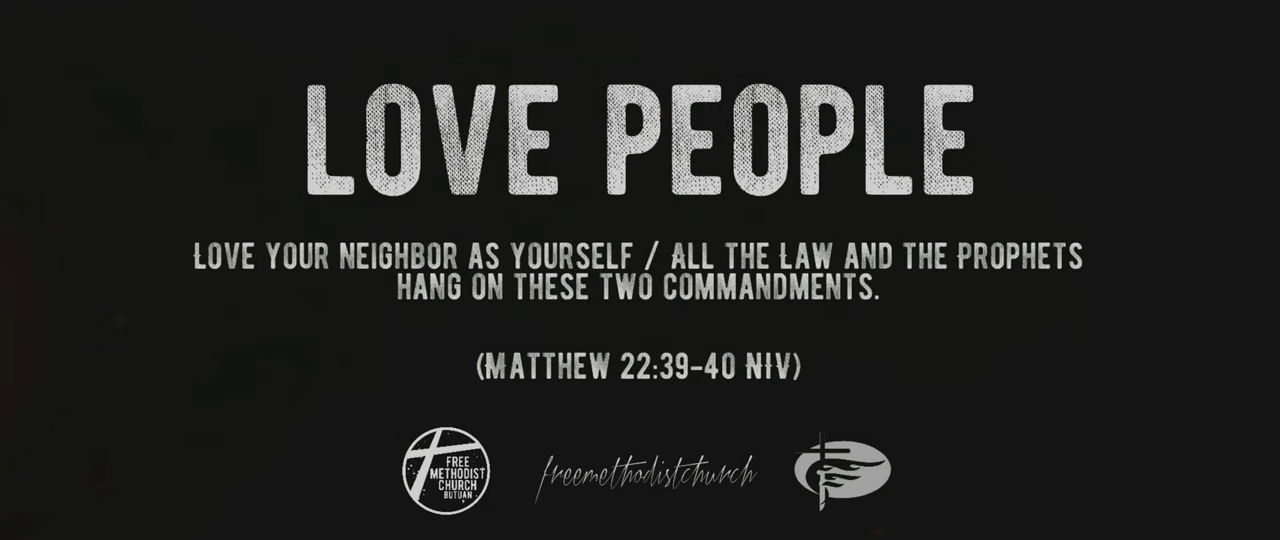 LOVE PEOPLE
LOVE YOUR NEIGHBOR AS YOURSELF / ALL THE LAW AND THE PROPHETS
HANG ON THESE TWO COMMANDMENTS.
(MATTHEW 22:39-40 NIV)
FREE
METHODIST
CHURCH
BUTUAN
freemethodistchurch